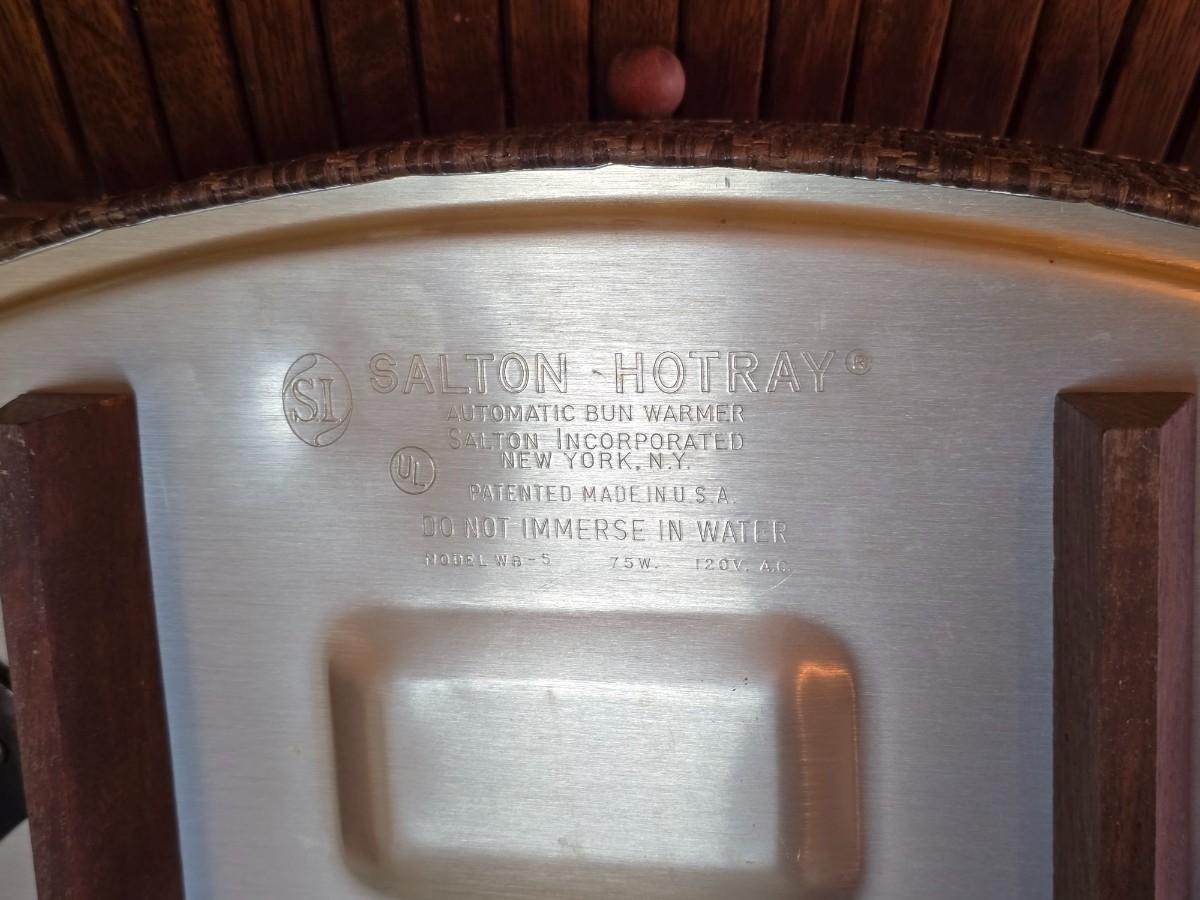 S.I.
SALTON HOTRAY®
AUTOMATIC BUN WARMER
SALTON INCORPORATED
NEW YORK, N.Y.
UL
PATENTED MADE IN U.S.A.
DO NOT IMMERSE IN WATER
MODEL WB-5 75W. 120V. A.C.